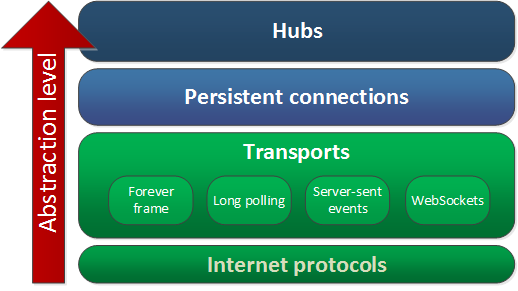 Abstraction level
Hubs
Persistent connections
Transports
Forever
frame
Long polling
Server-sent
events
WebSockets
Internet protocols